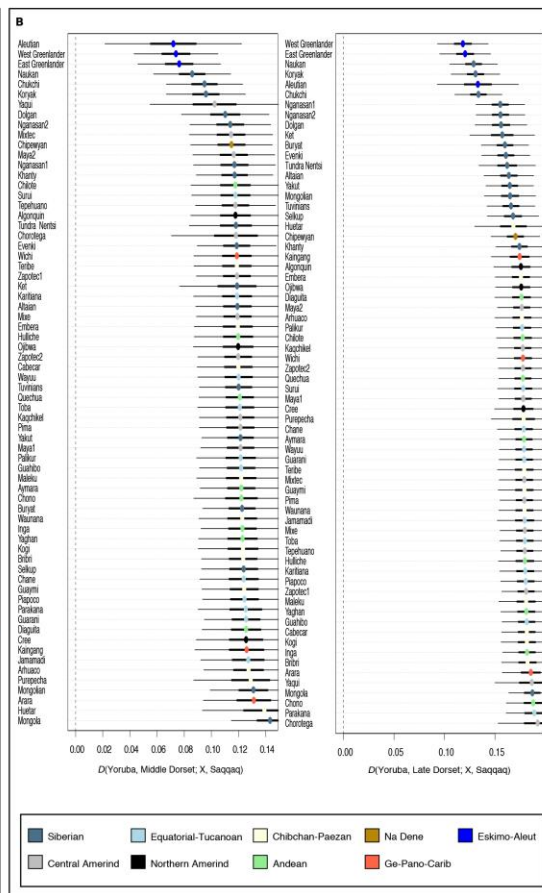 B
Aleutian
West Greenlander
East Greenlander
Naukan
Chukchi
Koryak
Yaqui
Dolgan
Nganasan2
Mixtec
Chipewyan
Maya2
Nganasan1
Khanty
Chilote
Surui
Tepehuano
Algonquin
Tundra Nentsi
Chorotega
Evenki
Wichi
Teribe
Zapotec1
Ket
Karitiana
Altaian
Mixe
Embera
Hulliche
Ojibwa
Zapotec2
Cabecar
Wayuu
Tuvinians
Quechua
Toba
Kaqchikel
Pima
Yakut
Maya1
Palikur
Guahibo
Maleku
Aymara
Chono
Buryat
Waunana
Inga
Yaghan
Kogi
Bribri
Selkup
Chane
Guaymi
Piapoco
Parakana
Guarani
Diaguita
Cree
Kaingang
Jamamadi
Arhuaco
Purepecha
Mongolian
Arara
Huetar
Mongola
0.00 0.02 0.04 0.06 0.08 0.10 0.12 0.14
D(Yoruba, Middle Dorset; X, Saqqaq)
West Greenlander
East Greenlander
Naukan
Koryak
Aleutian
Chukchi
Nganasan1
Nganasan2
Dolgan
Ket
Buryat
Evenki
Tundra Nentsi
Altaian
Yakut
Mongolian
Tuvinians
Selkup
Huetar
Chipewyan
Khanty
Kaingang
Algonquin
Embera
Ojibwa
Diaguita
Maya2
Arhuaco
Palikur
Chilote
Kaqchikel
Wichi
Zapotec2
Quechua
Surui
Maya1
Cree
Purepecha
Chane
Aymara
Wayuu
Guarani
Teribe
Mixtec
Guaymi
Pima
Waunana
Jamamadi
Mixe
Toba
Tepehuano
Hulliche
Karitiana
Piapoco
Zapotec1
Maleku
Yaghan
Guahibo
Cabecar
Kogi
Inga
Bribri
Arara
Yaqui
Mongola
Chono
Parakana
Chorotega
0.00 0.05 0.10 0.15
D(Yoruba, Late Dorset; X, Saqqaq)
Siberian Equatorial-Tucanoan Chibchan-Paezan Na Dene Eskimo-Aleut
Central Amerind Northern Amerind Andean Ge-Pano-Carib